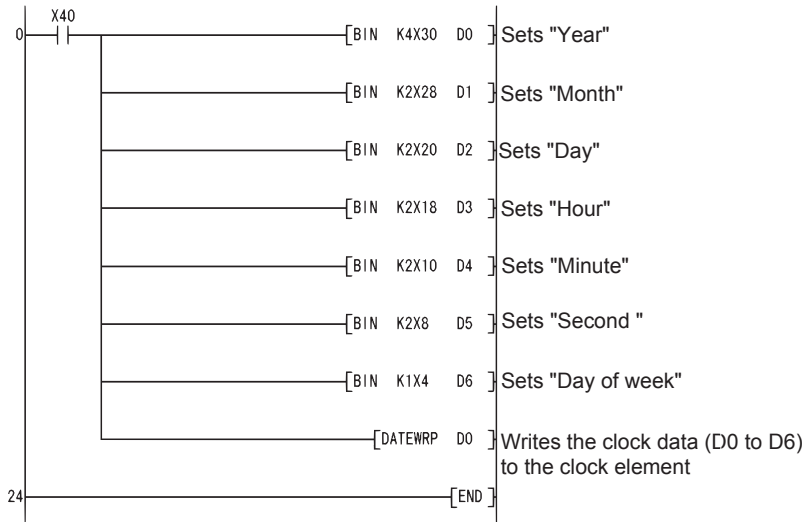 X40
0 [BIN K4X30 D0 ] Sets "Year"
[BIN K2X28 D1 ] Sets "Month"
[BIN K2X20 D2 ] Sets "Day"
[BIN K2X18 D3 ] Sets "Hour"
[BIN K2X10 D4 ] Sets "Minute"
[BIN K2X8 D5 ] Sets "Second "
[BIN K1X4 D6 ] Sets "Day of week"
[DATEWRP D0 ] Writes the clock data (D0 to D6)
to the clock element
24 [END ]